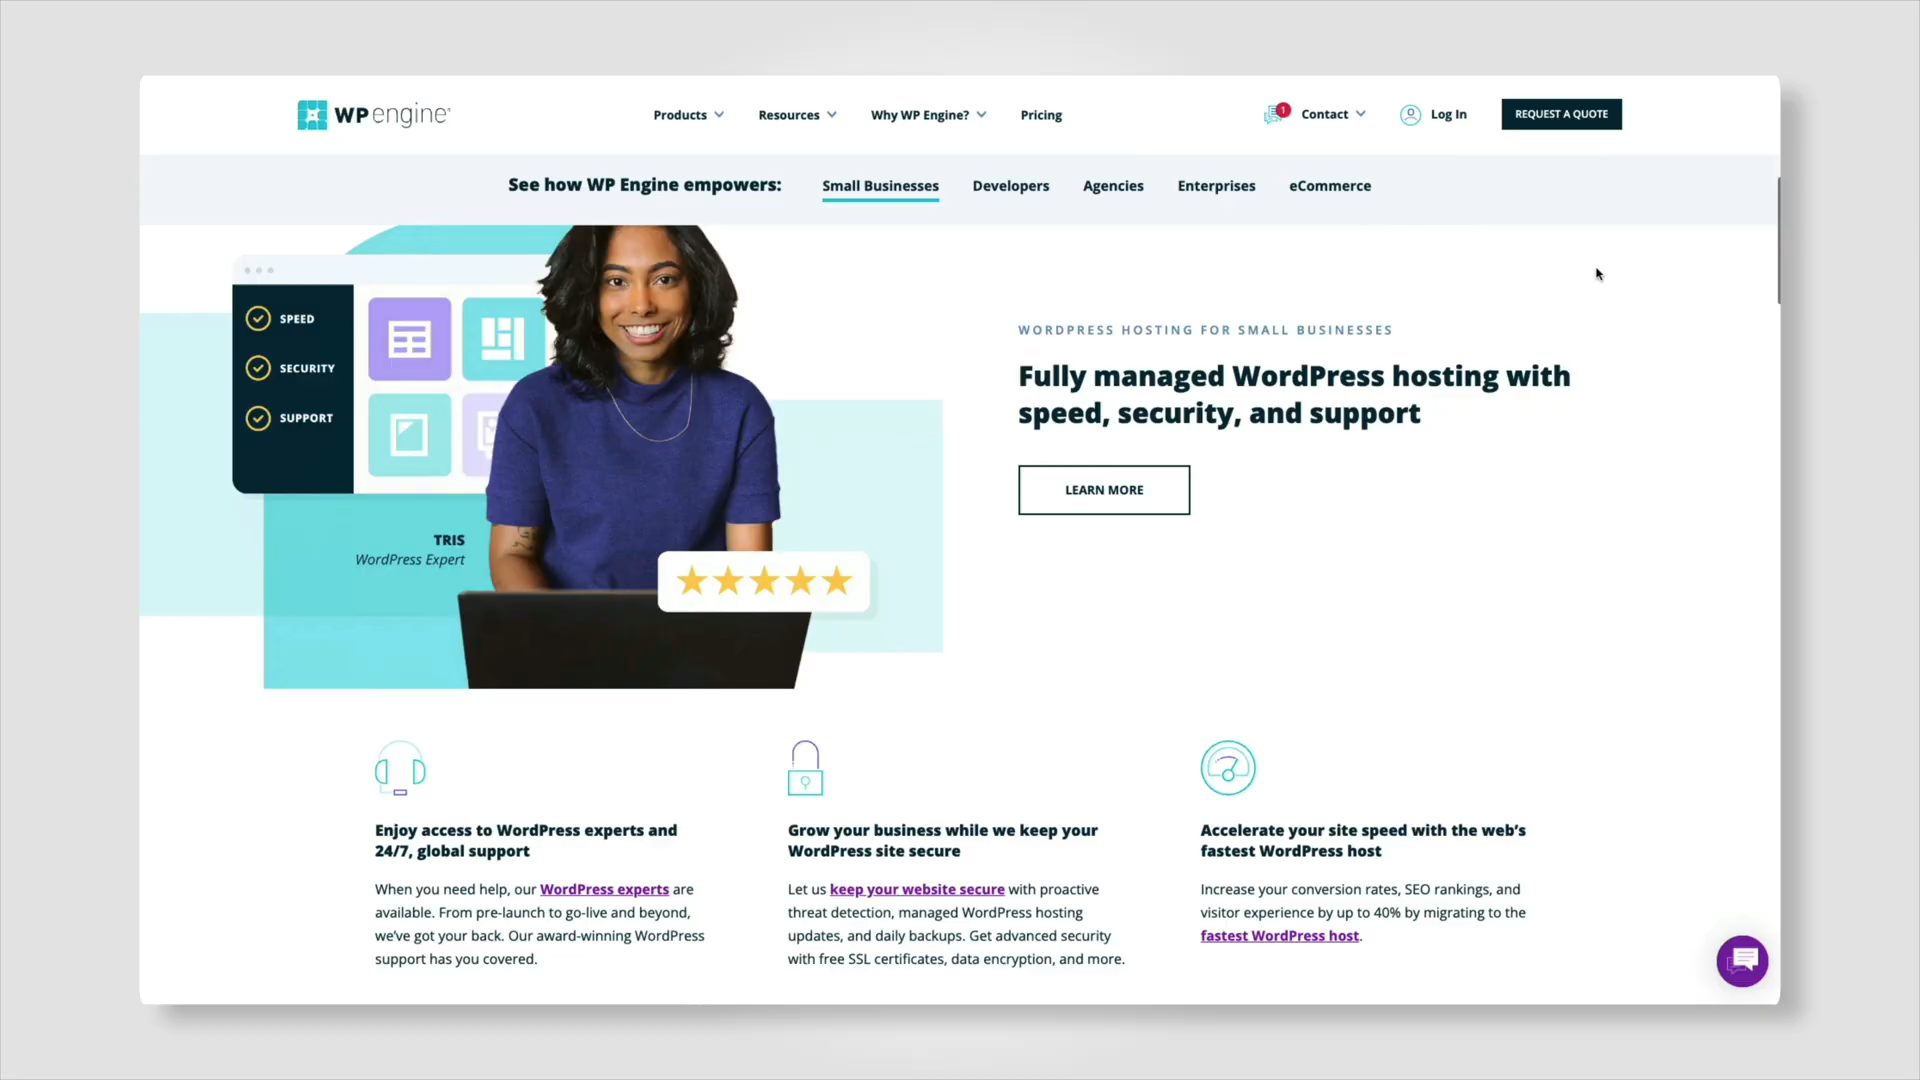 WP engine
Products
Resources
Why WP Engine?
Pricing
1
Contact
Log In
REQUEST A QUOTE
See how WP Engine empowers:
Small Businesses
Developers
Agencies
Enterprises
eCommerce
SPEED
SECURITY
SUPPORT
TRIS
WordPress Expert
WORDPRESS HOSTING FOR SMALL BUSINESSES
Fully managed WordPress hosting with
speed, security, and support
LEARN MORE
Enjoy access to WordPress experts and
24/7, global support
When you need help, our WordPress experts are
available. From pre-launch to go-live and beyond,
we’ve got your back. Our award-winning WordPress
support has you covered.
Grow your business while we keep your
WordPress site secure
Let us keep your website secure with proactive
threat detection, managed WordPress hosting
updates, and daily backups. Get advanced security
with free SSL certificates, data encryption, and more.
Accelerate your site speed with the web’s
fastest WordPress host
Increase your conversion rates, SEO rankings, and
visitor experience by up to 40% by migrating to the
fastest WordPress host.